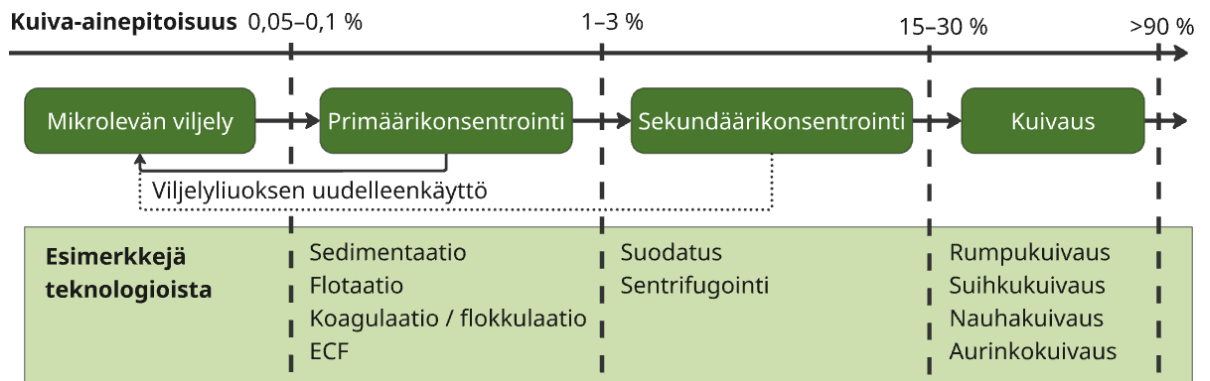 Kuiva-ainepitoisuus 0,05–0,1 % 1–3 % 15–30 % >90 %
Mikrolevän viljely Primäärikonsentrointi Sekundäärikonsentrointi Kuivaus
Viljelyliuoksen uudelleenkäyttö
Esimerkkejä
teknologioista
Sedimentaatio
Flotaatio
Koagulaatio / flokkulaatio
ECF
Suodatus
Sentrifugointi
Rumpukuivaus
Suihkukuivaus
Nauhakuivaus
Aurinkokuivaus